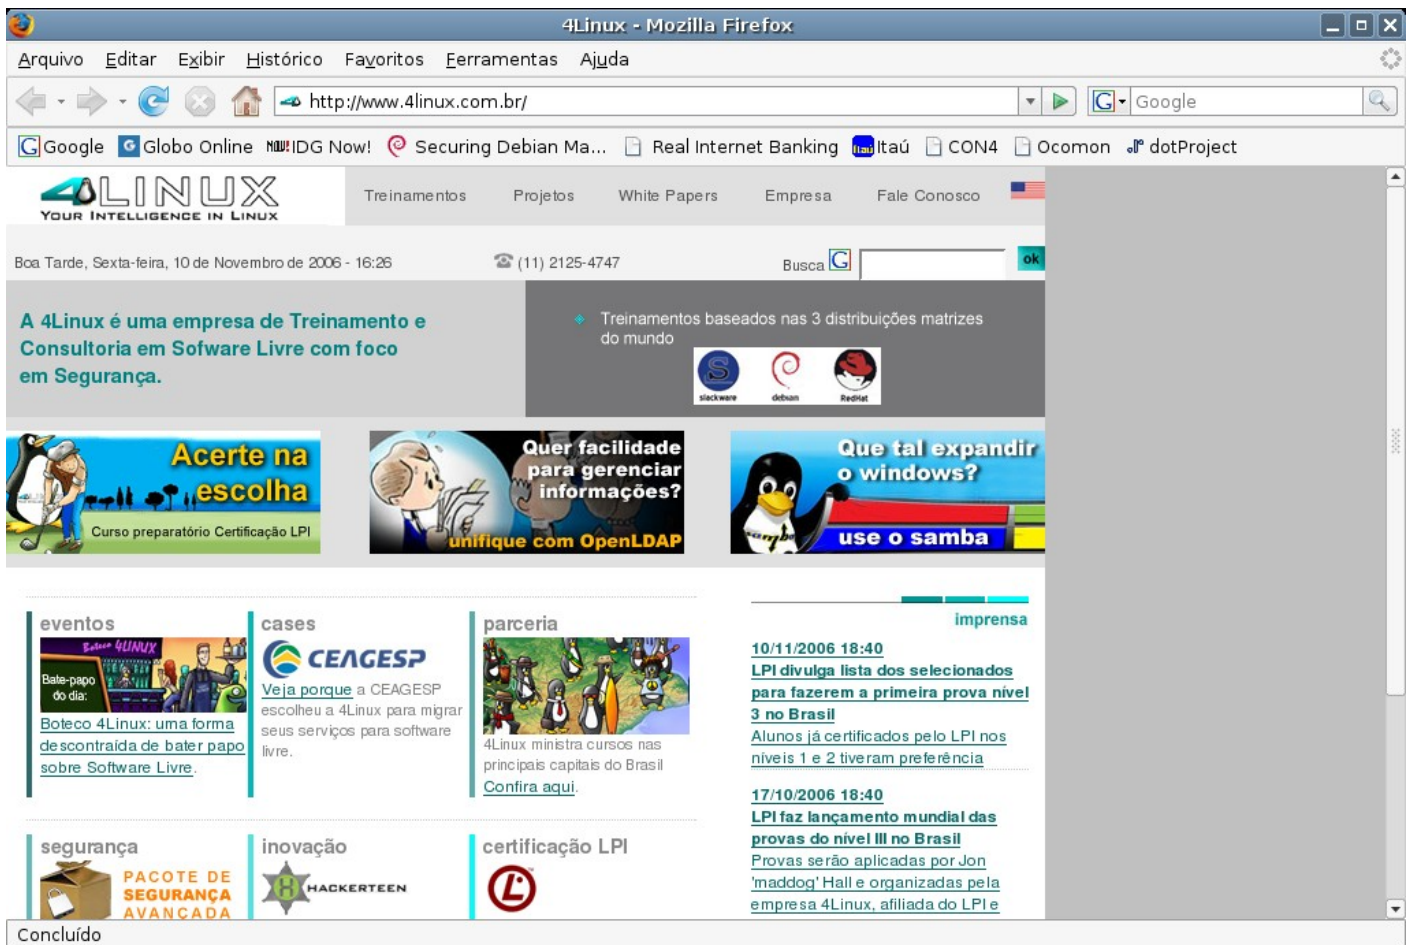 4Linux - Mozilla Firefox
Arquivo Editar Exibir Histórico Favoritos Ferramentas Ajuda
http://www.4linux.com.br/ G Google
G Google G Globo Online NOW! IDG Now! Securing Debian Ma... Real Internet Banking Itaú Itaú CON4 Ocomon dotProject
4LINUX
YOUR INTELLIGENCE IN LINUX
Treinamentos Projetos White Papers Empresa Fale Conosco
Boa Tarde, Sexta-feira, 10 de Novembro de 2006 - 16:26 (11) 2125-4747 Busca G ok
A 4Linux é uma empresa de Treinamento e
Consultoria em Sofware Livre com foco
em Segurança.
Treinamentos baseados nas 3 distribuições matrizes
do mundo
S
slackware debian RedHat
Acerte na
escolha
Curso preparatório Certificação LPI
Quer facilidade
para gerenciar
informações?
unifique com OpenLDAP
Que tal expandir
o windows?
samba
use o samba
eventos
Boteco 4LINUX
Bate-papo
do dia:
Boteco 4Linux: uma forma
descontraída de bater papo
sobre Software Livre.
cases
CEAGESP
Veja porque a CEAGESP
escolheu a 4Linux para migrar
seus serviços para software
livre.
parceria
4Linux ministra cursos nas
principais capitais do Brasil
Confira aqui.
imprensa
10/11/2006 18:40
LPI divulga lista dos selecionados
para fazerem a primeira prova nível
3 no Brasil
Alunos já certificados pelo LPI nos
níveis 1 e 2 tiveram preferência
17/10/2006 18:40
LPI faz lançamento mundial das
provas do nível III no Brasil
Provas serão aplicadas por Jon
'maddog' Hall e organizadas pela
empresa 4Linux, afiliada do LPI e
segurança
PACOTE DE
SEGURANÇA
AVANÇADA
inovação
H
HACKERTEEN
certificação LPI
Concluído